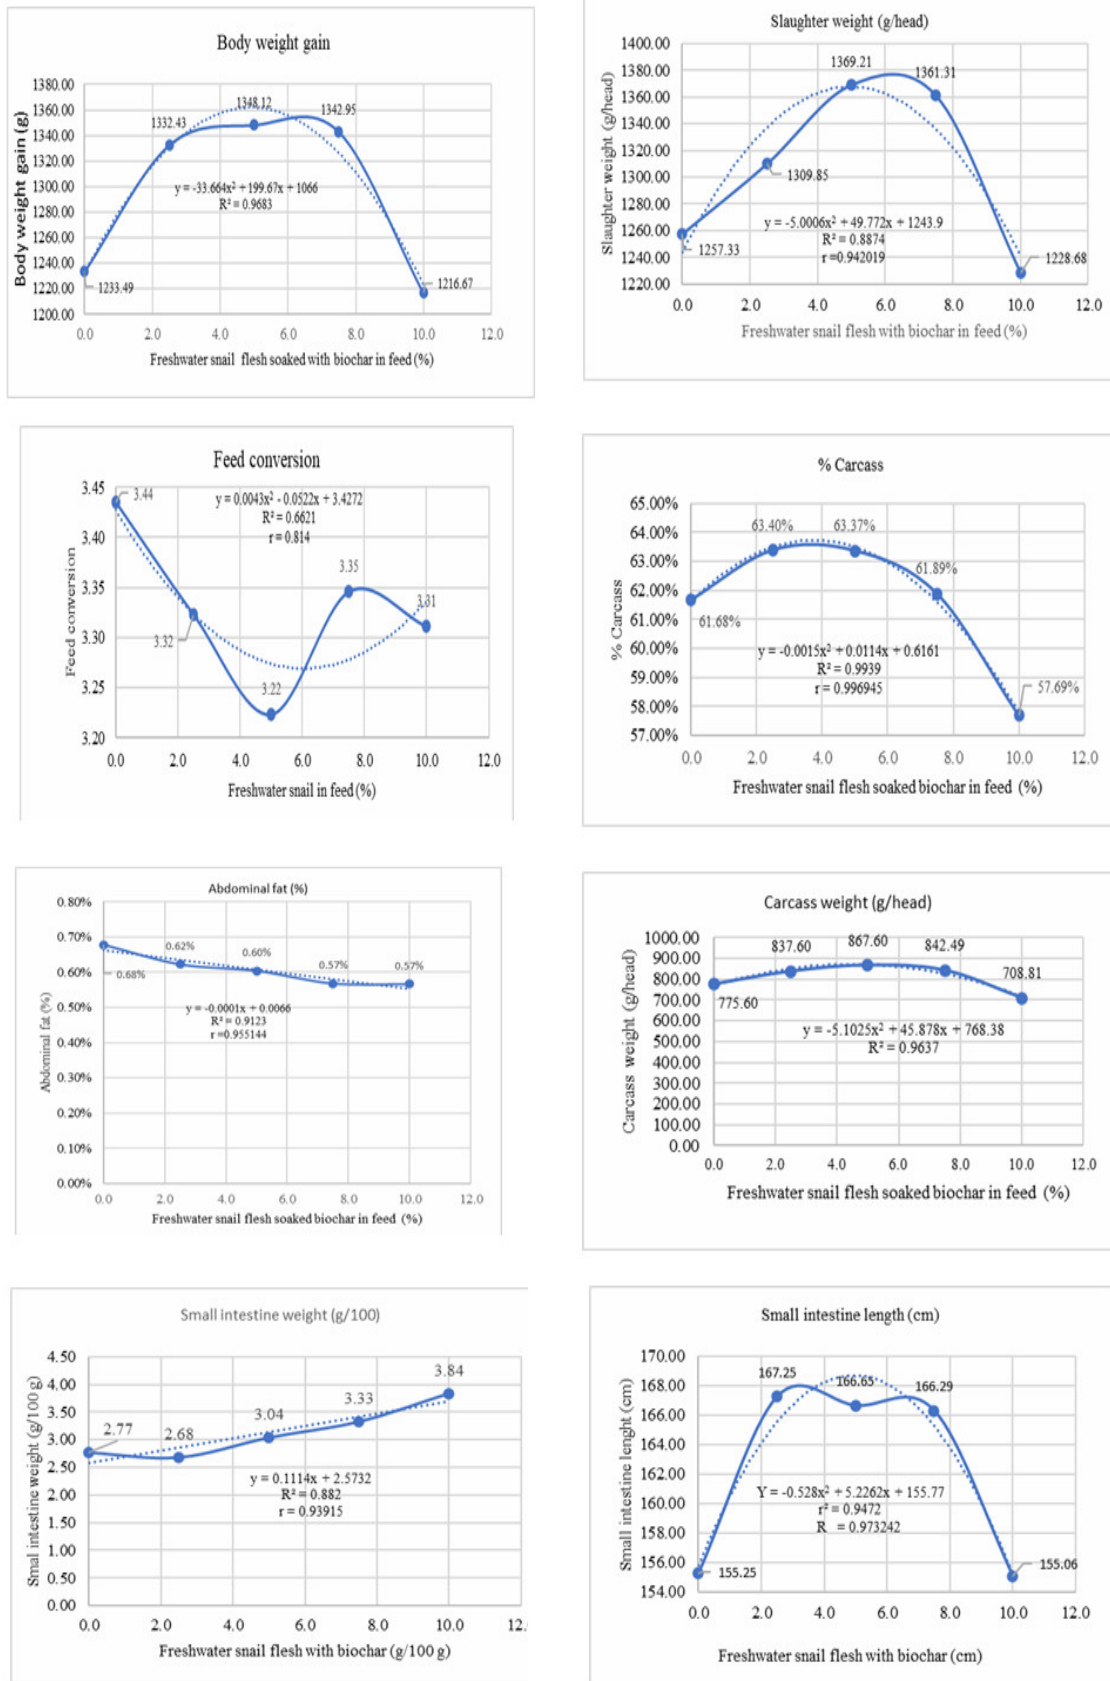 Body weight gain
1380.00
1360.00
1340.00
1320.00
1300.00
1280.00
1260.00
1240.00
1220.00
1200.00
Body weight gain (g)
1233.49
1332.43
1348.12
1342.95
1216.67
y = -33.664x² + 199.67x + 1066
R² = 0.9683
0.0 2.0 4.0 6.0 8.0 10.0 12.0
Freshwater snail flesh soaked with biochar in feed (%)
Slaughter weight (g/head)
1400.00
1380.00
1360.00
1340.00
1320.00
1300.00
1280.00
1260.00
1240.00
1220.00
Slaughter weight (g/head)
1257.33
1309.85
1369.21
1361.31
1228.68
y = -5.0006x² + 49.772x + 1243.9
R² = 0.8874
r =0.942019
0.0 2.0 4.0 6.0 8.0 10.0 12.0
Freshwater snail flesh with biochar in feed (%)
Feed conversion
3.45
3.40
3.35
3.30
3.25
3.20
Feed conversion
3.44
3.32
3.22
3.35
3.31
y = 0.0043x² - 0.0522x + 3.4272
R² = 0.6621
r = 0.814
0.0 2.0 4.0 6.0 8.0 10.0 12.0
Freshwater snail in feed (%)
% Carcass
65.00%
64.00%
63.00%
62.00%
61.00%
60.00%
59.00%
58.00%
57.00%
% Carcass
61.68%
63.40%
63.37%
61.89%
57.69%
y = -0.0015x² + 0.0114x + 0.6161
R² = 0.9939
r = 0.996945
0.0 2.0 4.0 6.0 8.0 10.0 12.0
Freshwater snail flesh soaked biochar in feed (%)
Abdominal fat (%)
0.80%
0.70%
0.60%
0.50%
0.40%
0.30%
0.20%
0.10%
0.00%
Abdominal fat (%)
0.68%
0.62%
0.60%
0.57%
0.57%
y = -0.0001x + 0.0066
R² = 0.9123
r =0.955144
0.0 2.0 4.0 6.0 8.0 10.0 12.0
Freshwater snail flesh soaked biochar in feed (%)
Carcass weight (g/head)
1000.00
900.00
800.00
700.00
600.00
500.00
400.00
300.00
200.00
100.00
0.00
Carcass weight (g/head)
775.60
837.60
867.60
842.49
708.81
y = -5.1025x² + 45.878x + 768.38
R² = 0.9637
0.0 2.0 4.0 6.0 8.0 10.0 12.0
Freshwater snail flesh soaked biochar in feed (%)
Small intestine weight (g/100)
4.50
4.00
3.50
3.00
2.50
2.00
1.50
1.00
0.50
0.00
Smal intestine weight (g/100 g)
2.77
2.68
3.04
3.33
3.84
y = 0.1114x + 2.5732
R² = 0.882
r = 0.93915
0.0 2.0 4.0 6.0 8.0 10.0 12.
Freshwater snail flesh with biochar (g/100 g)
Small intestine length (cm)
170.00
168.00
166.00
164.00
162.00
160.00
158.00
156.00
154.00
Small intestine lenght (cm)
155.25
167.25
166.65
166.29
155.06
Y = -0.528x² + 5.2262x + 155.77
r² = 0.9472
R = 0.973242
0.0 2.0 4.0 6.0 8.0 10.0 12.0
Freshwater snail flesh with biochar (cm)